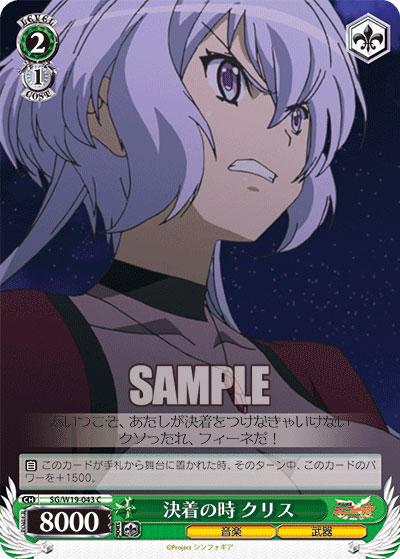 LEVEL
2
1
COST
SAMPLE
あいつこそ、あたしが決着をつけなきゃいけない
クソったれ、フィーネだ！
このカードが手札から舞台に置かれた時、そのターン中、このカードのパ
ワーを＋1500。
CH SG/W19-043 C
8000
決着の時 クリス
音楽 武器
©Project シンフォギア